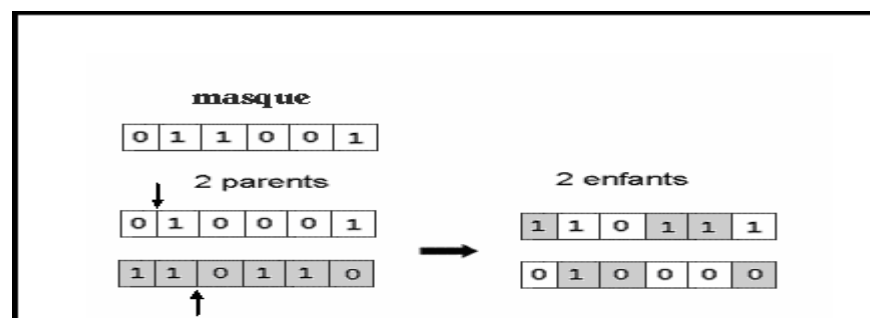 masque
0 1 1 0 0 1
2 parents
2 enfants
0 1 0 0 0 1
1 1 0 1 1 1
1 1 0 1 1 0
0 1 0 0 0 0